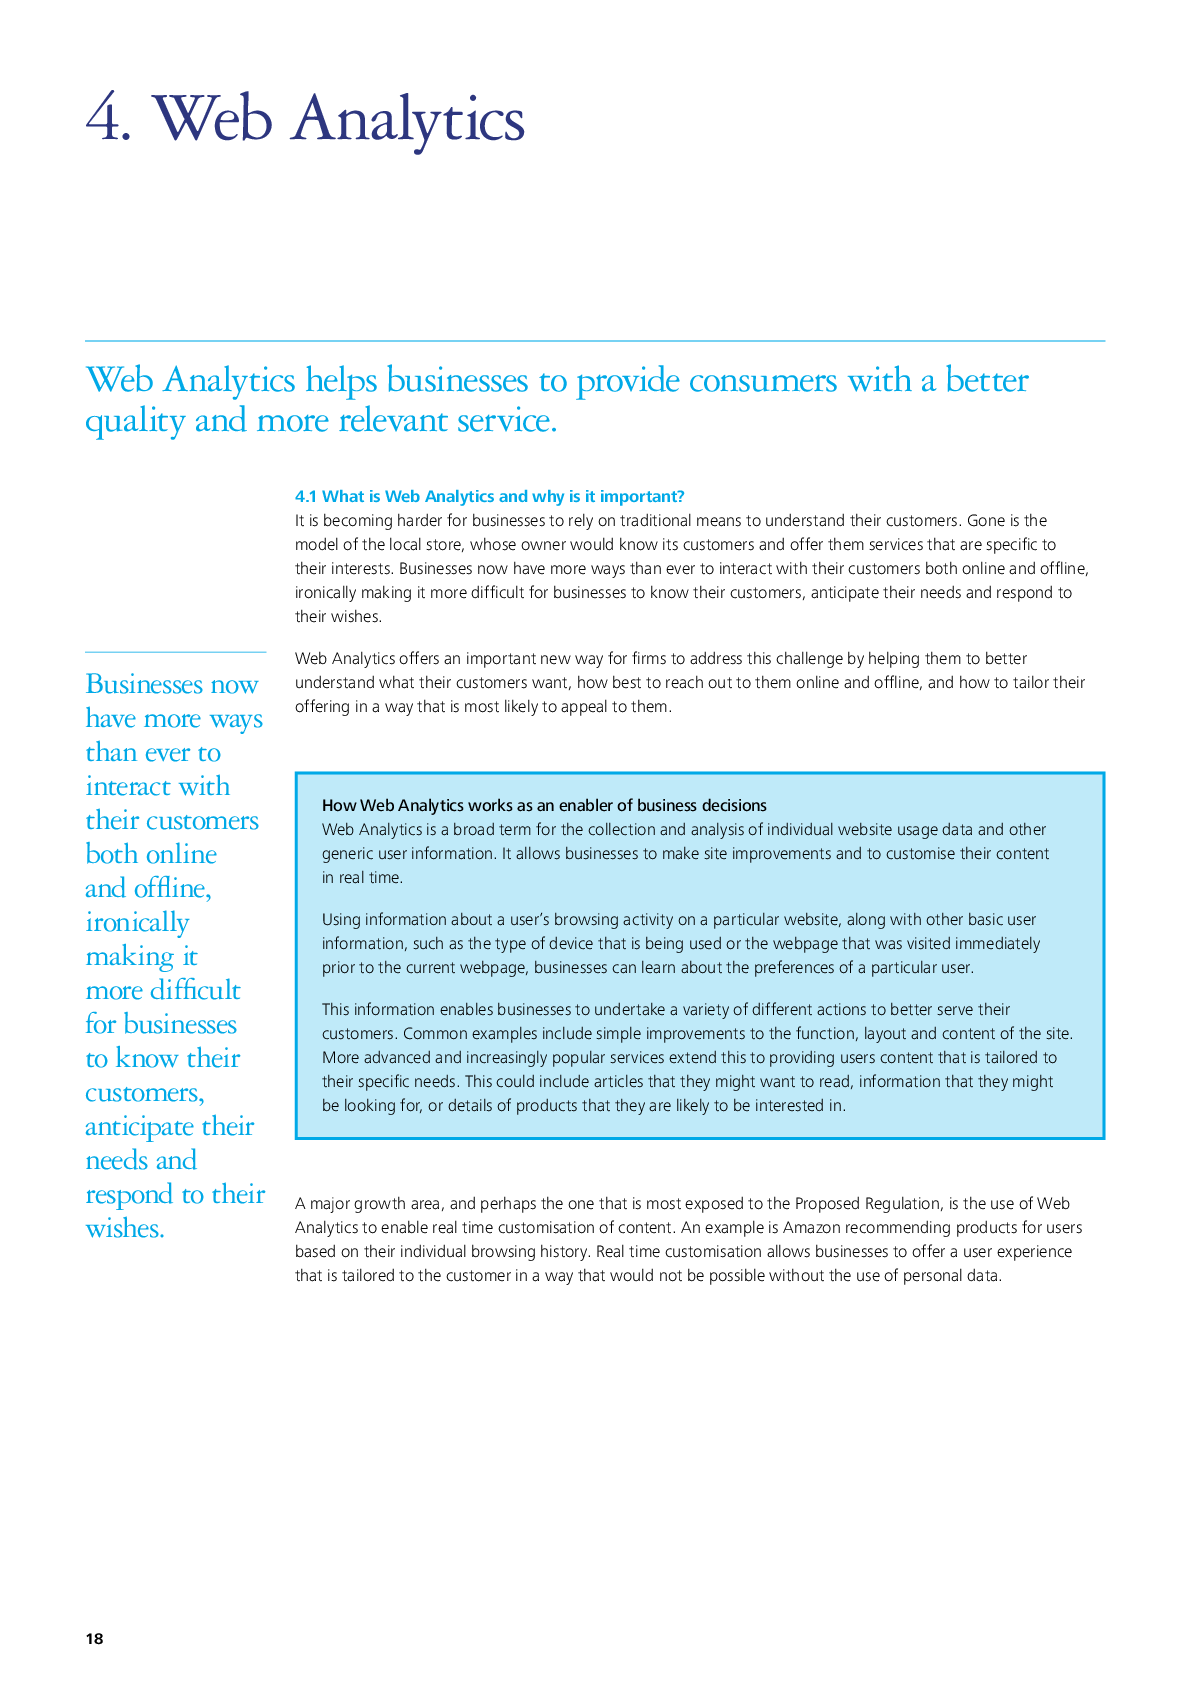 4. Web Analytics
Web Analytics helps businesses to provide consumers with a better
quality and more relevant service.
4.1 What is Web Analytics and why is it important?
It is becoming harder for businesses to rely on traditional means to understand their customers. Gone is the
model of the local store, whose owner would know its customers and offer them services that are specific to
their interests. Businesses now have more ways than ever to interact with their customers both online and offline,
ironically making it more difficult for businesses to know their customers, anticipate their needs and respond to
their wishes.
Web Analytics offers an important new way for firms to address this challenge by helping them to better
understand what their customers want, how best to reach out to them online and offline, and how to tailor their
offering in a way that is most likely to appeal to them.
Businesses now
have more ways
than ever to
interact with
their customers
both online
and offline,
ironically
making it
more difficult
for businesses
to know their
customers,
anticipate their
needs and
respond to their
wishes.
How Web Analytics works as an enabler of business decisions
Web Analytics is a broad term for the collection and analysis of individual website usage data and other
generic user information. It allows businesses to make site improvements and to customise their content
in real time.
Using information about a user's browsing activity on a particular website, along with other basic user
information, such as the type of device that is being used or the webpage that was visited immediately
prior to the current webpage, businesses can learn about the preferences of a particular user.
This information enables businesses to undertake a variety of different actions to better serve their
customers. Common examples include simple improvements to the function, layout and content of the site.
More advanced and increasingly popular services extend this to providing users content that is tailored to
their specific needs. This could include articles that they might want to read, information that they might
be looking for, or details of products that they are likely to be interested in.
A major growth area, and perhaps the one that is most exposed to the Proposed Regulation, is the use of Web
Analytics to enable real time customisation of content. An example is Amazon recommending products for users
based on their individual browsing history. Real time customisation allows businesses to offer a user experience
that is tailored to the customer in a way that would not be possible without the use of personal data.
18